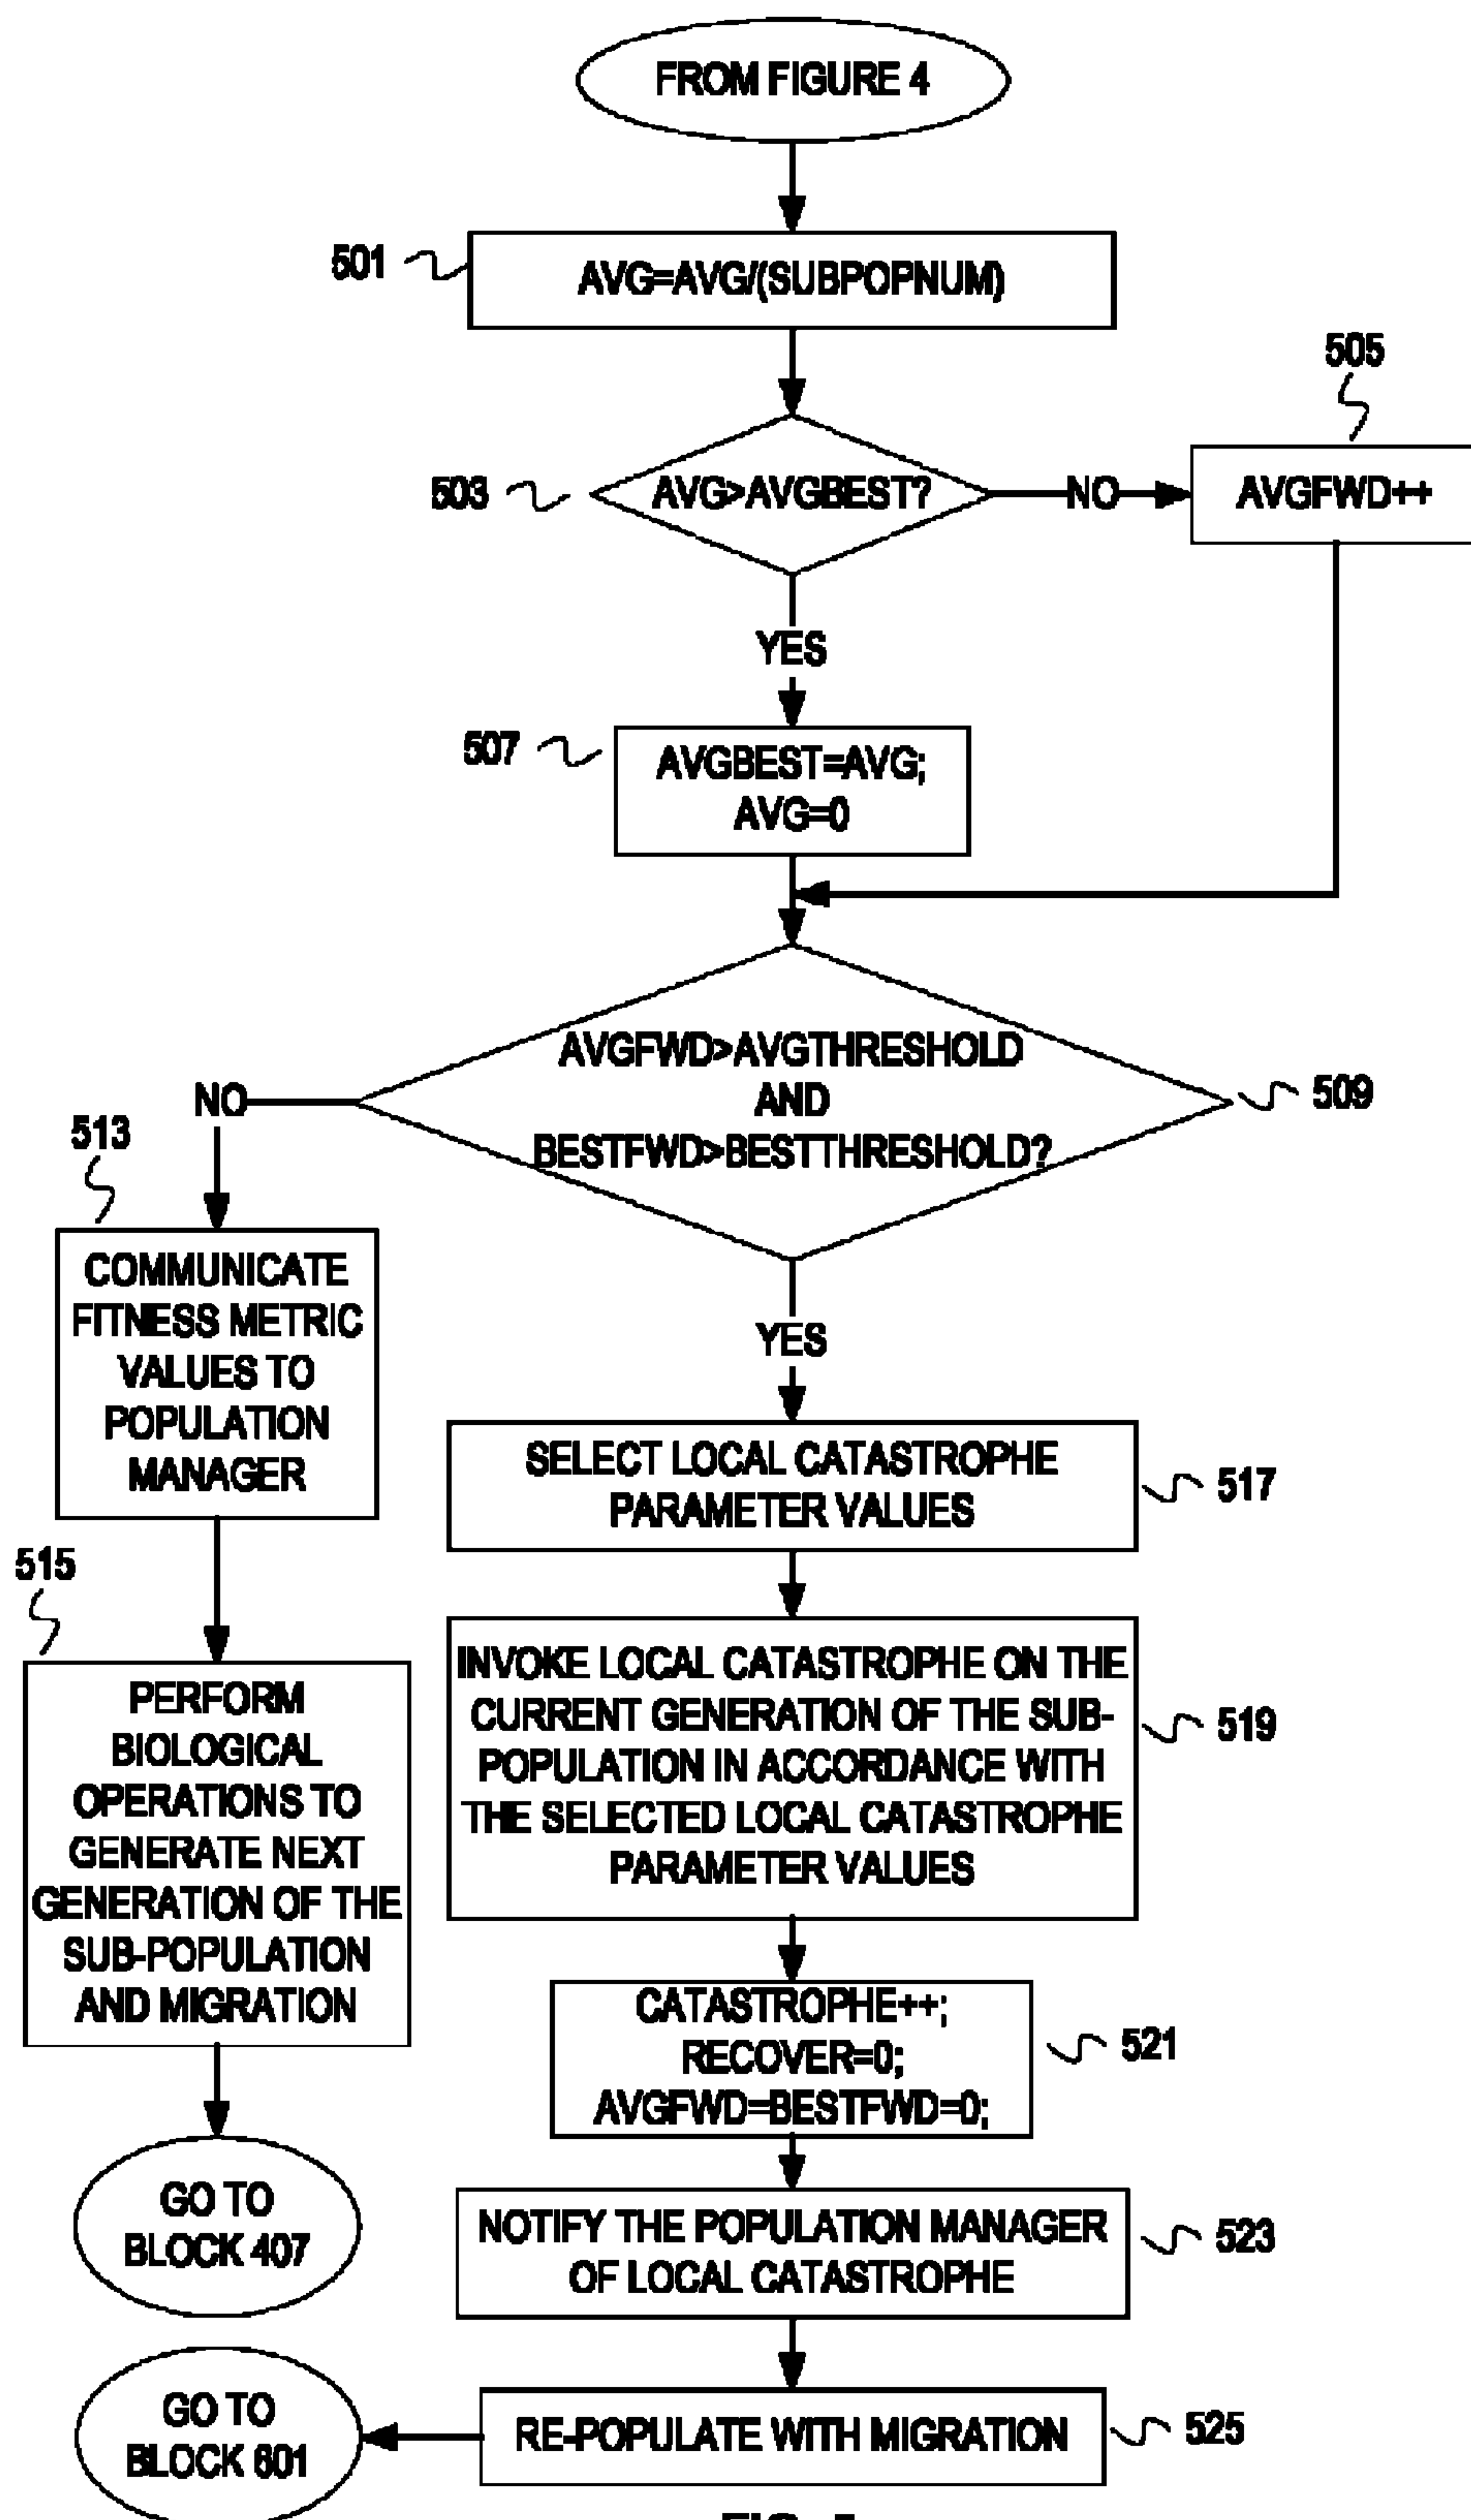 FROM FIGURE 4
501
AVG=AVG/(SUBPOPNUM)
505
503
AVG>AVGBEST?
NO
AVGFWD++
YES
507
AVGBEST=AVG;
AVG=0
AVGFWD>AVGTHRESHOLD
AND
BESTFWD>BESTTHRESHOLD?
509
NO
513
COMMUNICATE
FITNESS METRIC
VALUES TO
POPULATION
MANAGER
YES
SELECT LOCAL CATASTROPHE
PARAMETER VALUES
517
515
PERFORM
BIOLOGICAL
OPERATIONS TO
GENERATE NEXT
GENERATION OF THE
SUB-POPULATION
AND MIGRATION
INVOKE LOCAL CATASTROPHE ON THE
CURRENT GENERATION OF THE SUB-
POPULATION IN ACCORDANCE WITH
THE SELECTED LOCAL CATASTROPHE
PARAMETER VALUES
519
CATASTROPHE++;
RECOVER=0;
AVGFWD=BESTFWD=0;
521
GO TO
BLOCK 407
NOTIFY THE POPULATION MANAGER
OF LOCAL CATASTROPHE
523
GO TO
BLOCK 601
RE-POPULATE WITH MIGRATION
525